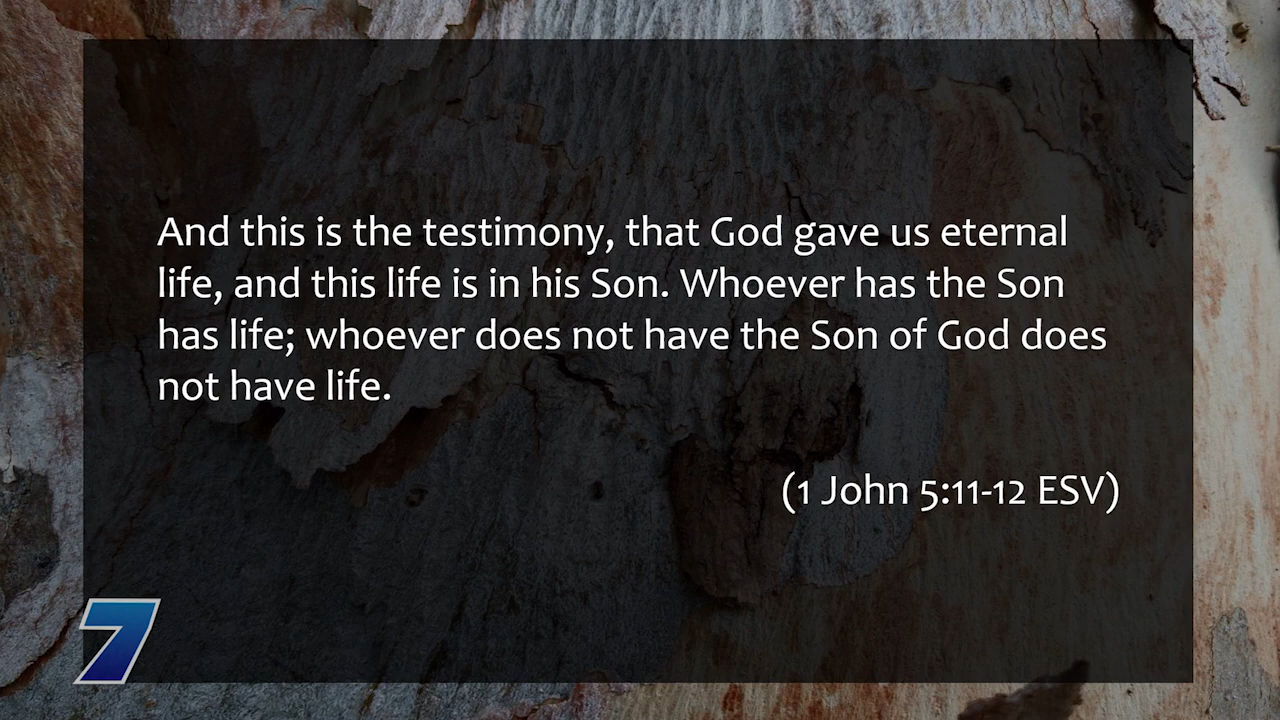 And this is the testimony, that God gave us eternal
life, and this life is in his Son. Whoever has the Son
has life; whoever does not have the Son of God does
not have life.
(1 John 5:11-12 ESV)
7